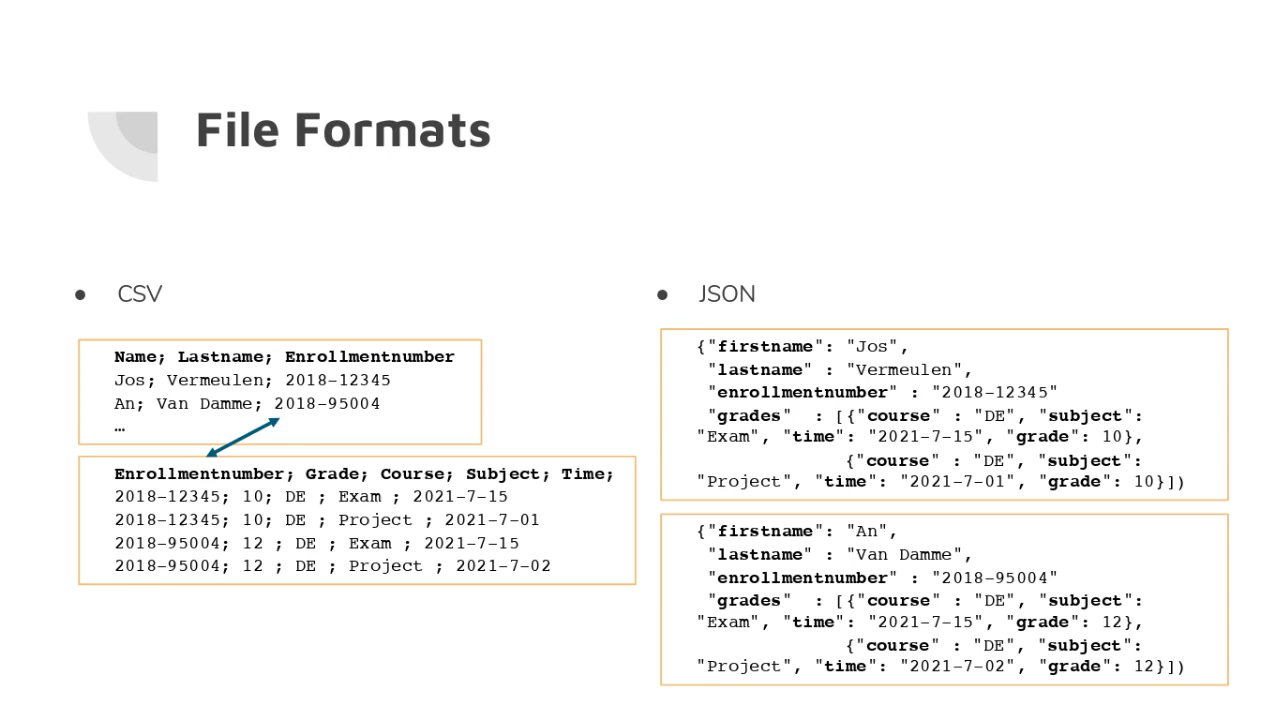 File Formats
● CSV
Name; Lastname; Enrollmentnumber
Jos; Vermeulen; 2018-12345
An; Van Damme; 2018-95004
…
Enrollmentnumber; Grade; Course; Subject; Time;
2018-12345; 10; DE ; Exam ; 2021-7-15
2018-12345; 10; DE ; Project ; 2021-7-01
2018-95004; 12 ; DE ; Exam ; 2021-7-15
2018-95004; 12 ; DE ; Project ; 2021-7-02
● JSON
{"firstname": "Jos",
"lastname" : "Vermeulen",
"enrollmentnumber" : "2018-12345"
"grades" : [{"course" : "DE", "subject":
"Exam", "time": "2021-7-15", "grade": 10},
{"course" : "DE", "subject":
"Project", "time": "2021-7-01", "grade": 10}])
{"firstname": "An",
"lastname" : "Van Damme",
"enrollmentnumber" : "2018-95004"
"grades" : [{"course" : "DE", "subject":
"Exam", "time": "2021-7-15", "grade": 12},
{"course" : "DE", "subject":
"Project", "time": "2021-7-02", "grade": 12}])